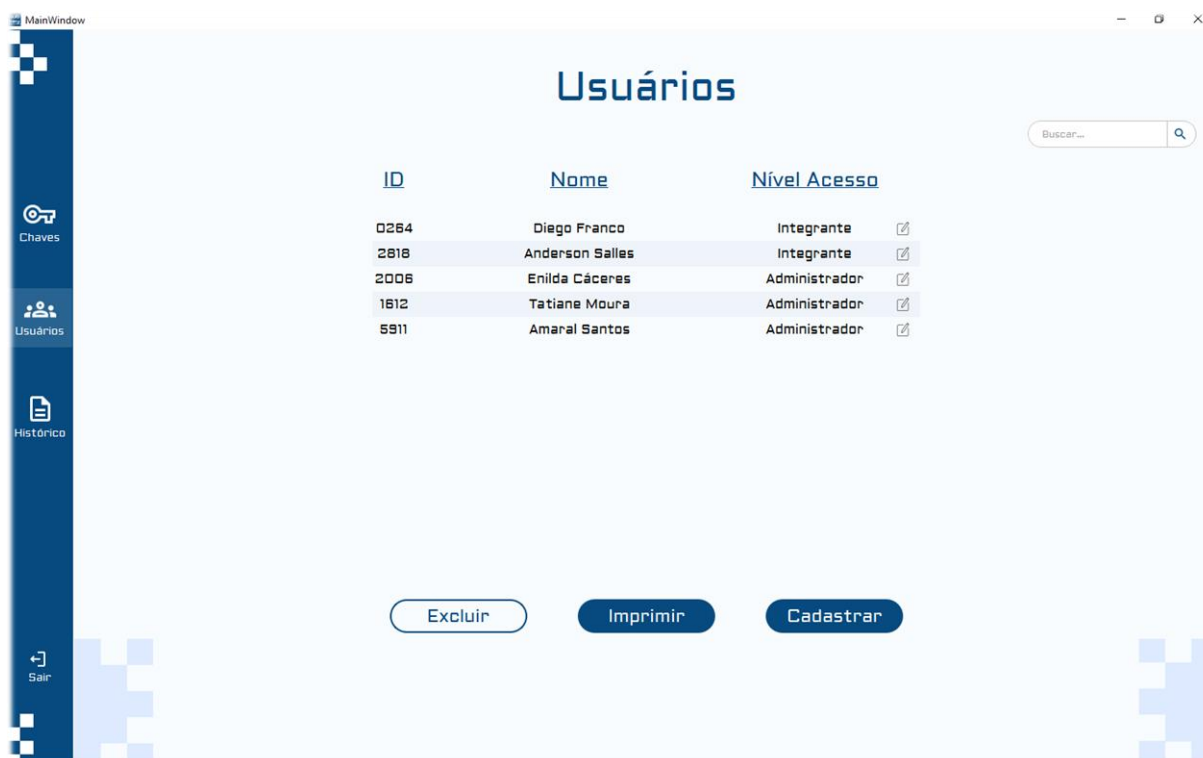 MainWindow
Usuários
Buscar...
ID Nome Nível Acesso
0264 Diego Franco Integrante
2818 Anderson Salles Integrante
2006 Enilda Cáceres Administrador
1612 Tatiane Moura Administrador
5911 Amaral Santos Administrador
Chaves
Usuários
Histórico
Excluir Imprimir Cadastrar
Sair